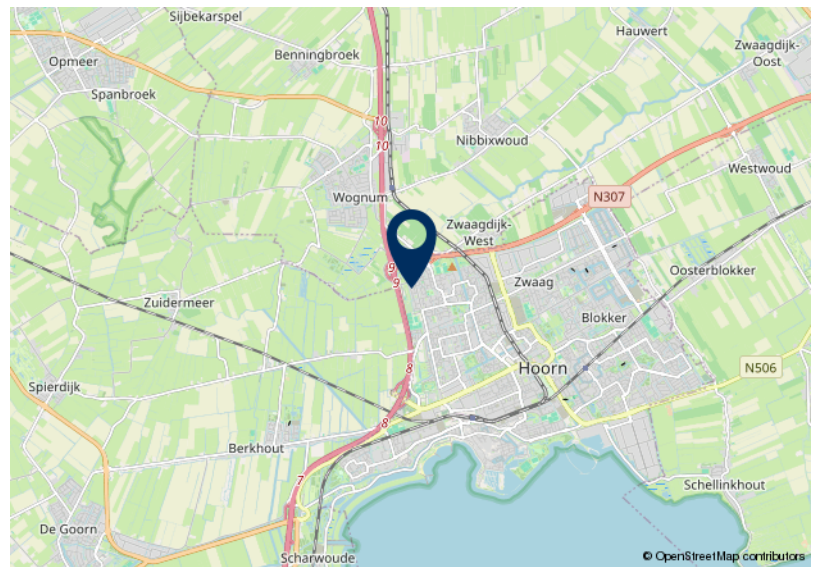 Sijbekarspel
Hauwert
Benningbroek
Zwaagdijk-
Oost
Opmeer
Spanbroek
10
10
Nibbixwoud
Westwoud
Wognum
N307
Zwaagdijk-
West
9
9
Zwaag
Oosterblokker
Zuidermeer
Blokker
8
Hoorn
N506
Spierdijk
8
Berkhout
7
Schellinkhout
De Goorn
Scharwoude
© OpenStreetMap contributors